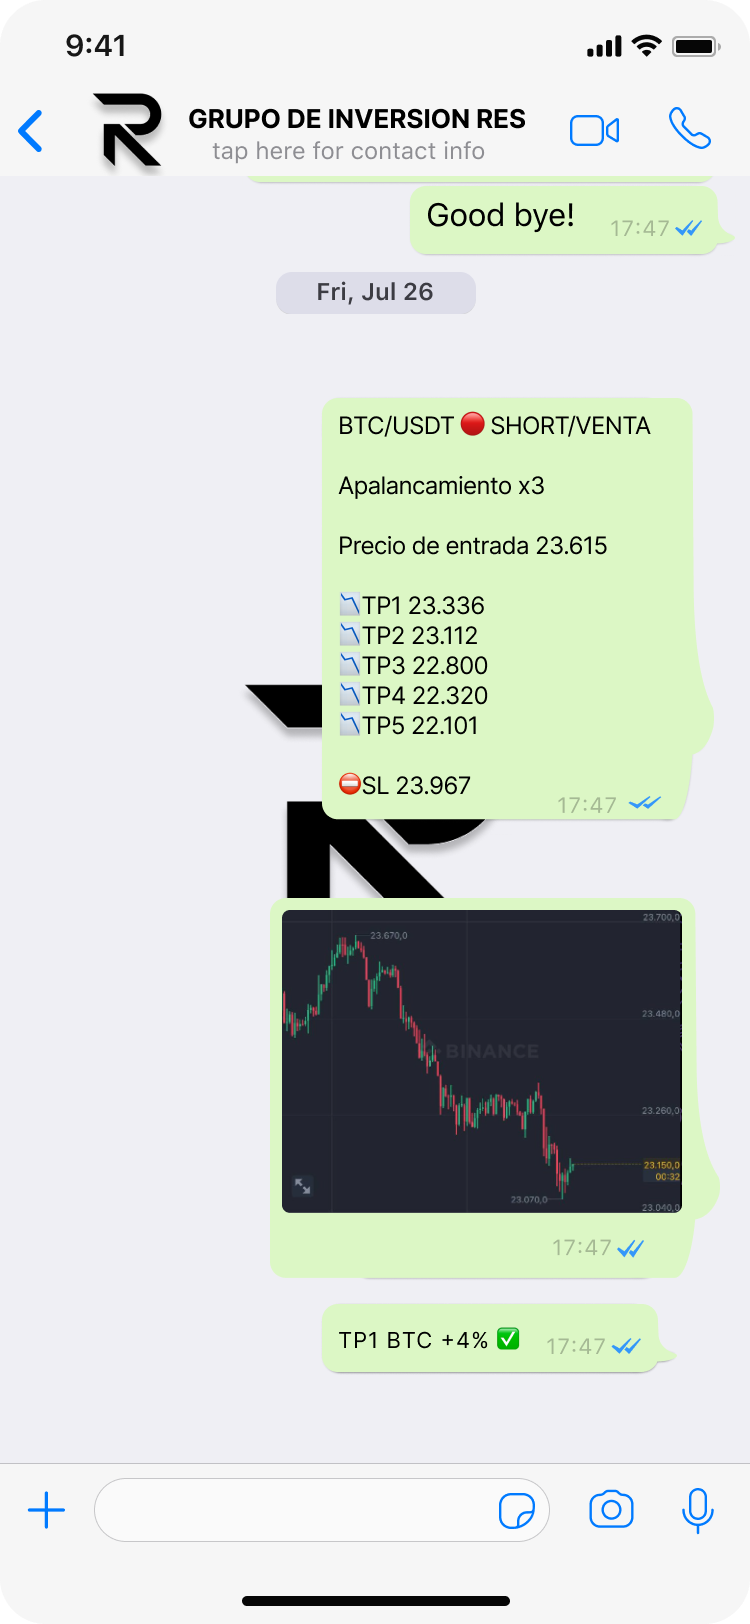 9:41
GRUPO DE INVERSION RES
tap here for contact info
Good bye!
17:47
Fri, Jul 26
BTC/USDT 🔴 SHORT/VENTA
Apalancamiento x3
Precio de entrada 23.615
📉TP1 23.336
📉TP2 23.112
📉TP3 22.800
📉TP4 22.320
📉TP5 22.101
⛔SL 23.967
17:47
23.700,0
23.670,0
23.480,0
BINANCE
23.260,0
23.150,0
00:32
23.070,0
23.040,0
17:47
TP1 BTC +4% ✅
17:47